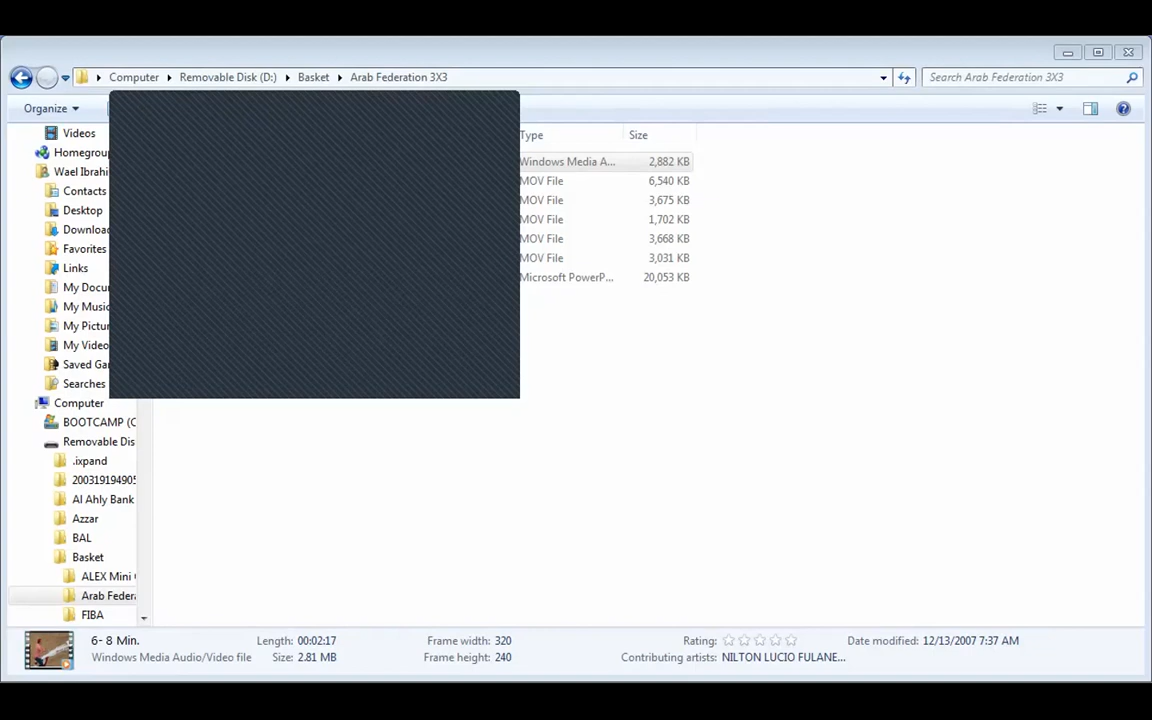 Computer Removable Disk (D:) Basket Arab Federation 3X3 Search Arab Federation 3X3
Organize
Videos
Homegroup
Wael Ibrahi
Contacts
Desktop
Downloac
Favorites
Links
My Docu
My Music
My Pictur
My Video
Saved Gar
Searches
Computer
BOOTCAMP (C
Removable Dis
.ixpand
20031919490
Al Ahly Bank
Azzar
BAL
Basket
ALEX Mini
Arab Federa
FIBA
Type Size
Windows Media A... 2,882 KB
MOV File 6,540 KB
MOV File 3,675 KB
MOV File 1,702 KB
MOV File 3,668 KB
MOV File 3,031 KB
Microsoft PowerP... 20,053 KB
6- 8 Min. Length: 00:02:17 Frame width: 320 Rating: Date modified: 12/13/2007 7:37 AM
Windows Media Audio/Video file Size: 2.81 MB Frame height: 240 Contributing artists: NILTON LUCIO FULANE...